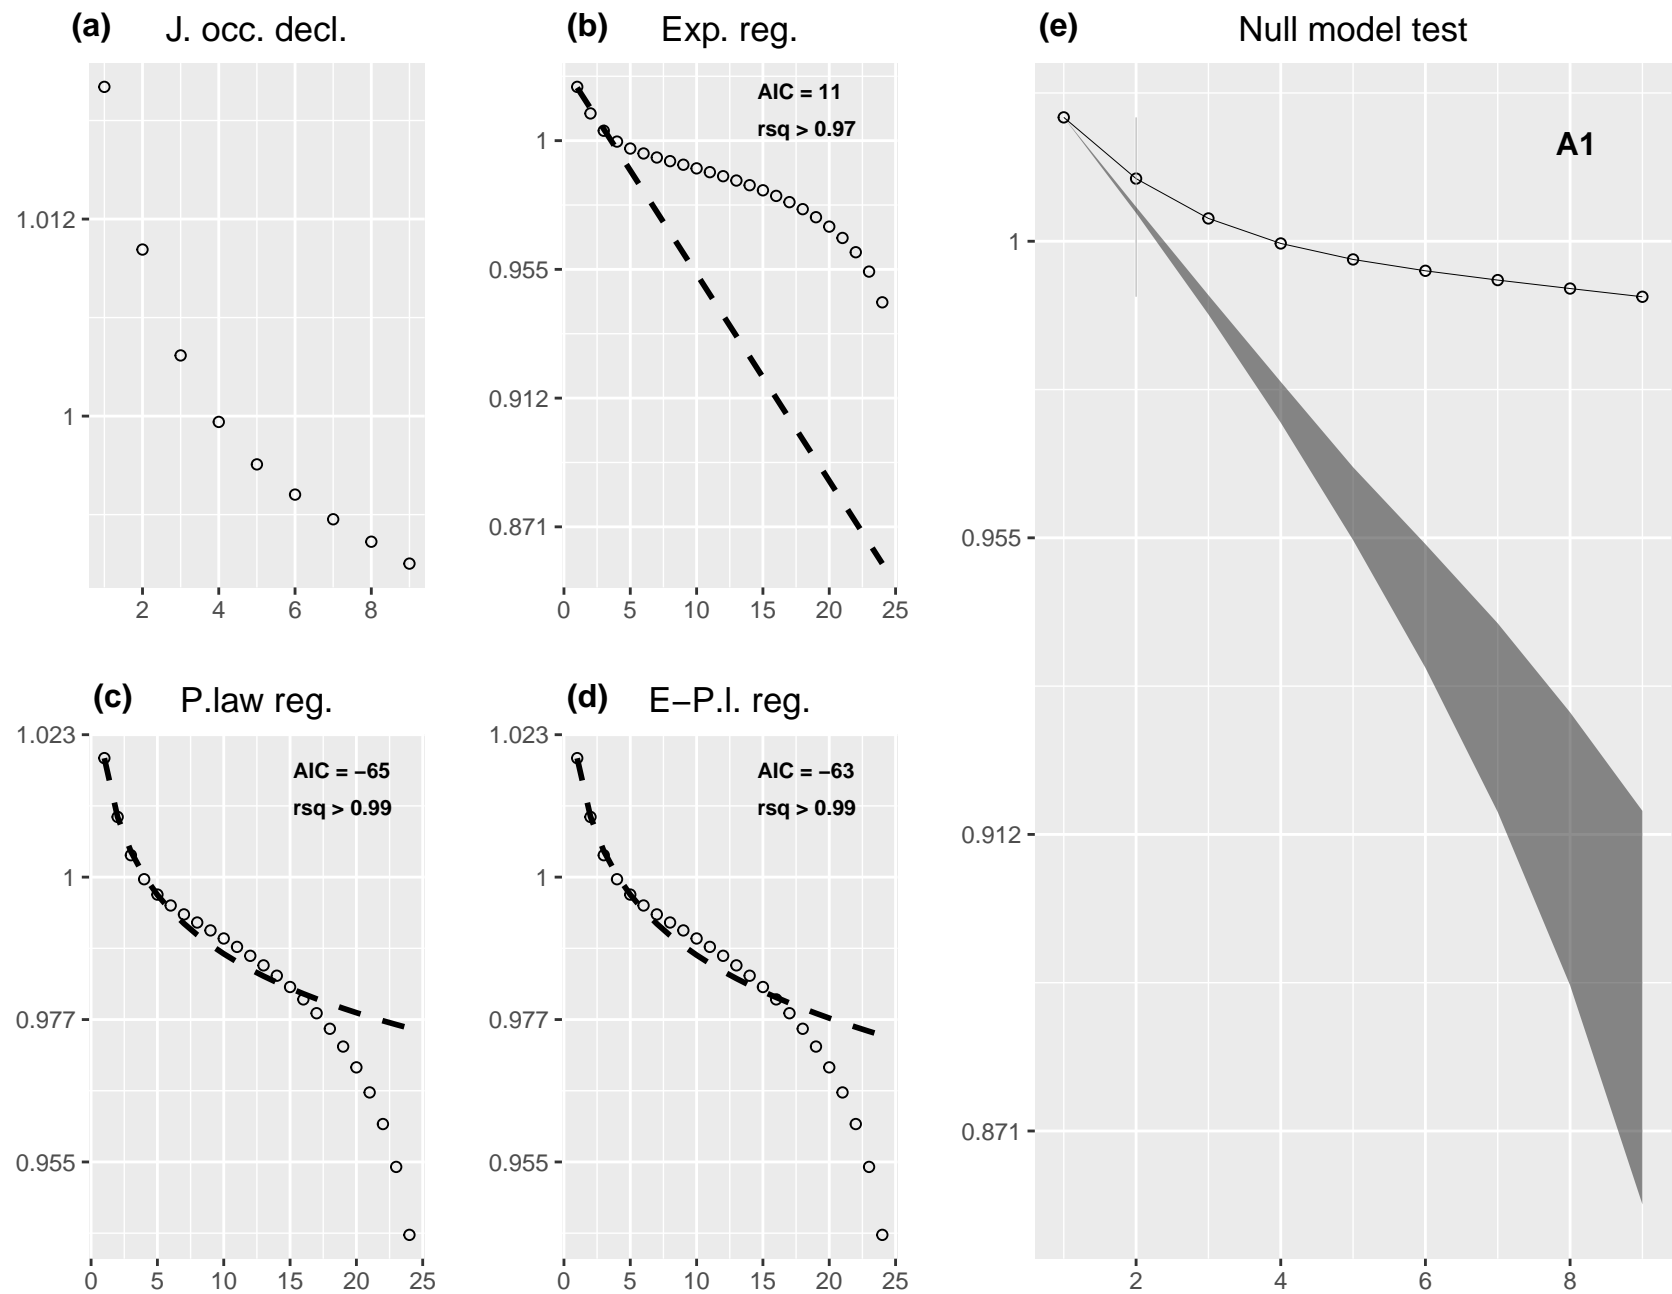 (a) J. occ. decl.
1.012
1
2 4 6 8
(b) Exp. reg.
AIC = 11
rsq > 0.97
1
0.955
0.912
0.871
0 5 10 15 20 25
(c) P.law reg.
1.023
AIC = −65
rsq > 0.99
1
0.977
0.955
0 5 10 15 20 25
(d) E−P.l. reg.
1.023
AIC = −63
rsq > 0.99
1
0.977
0.955
0 5 10 15 20 25
(e) Null model test
A1
1
0.955
0.912
0.871
2 4 6 8